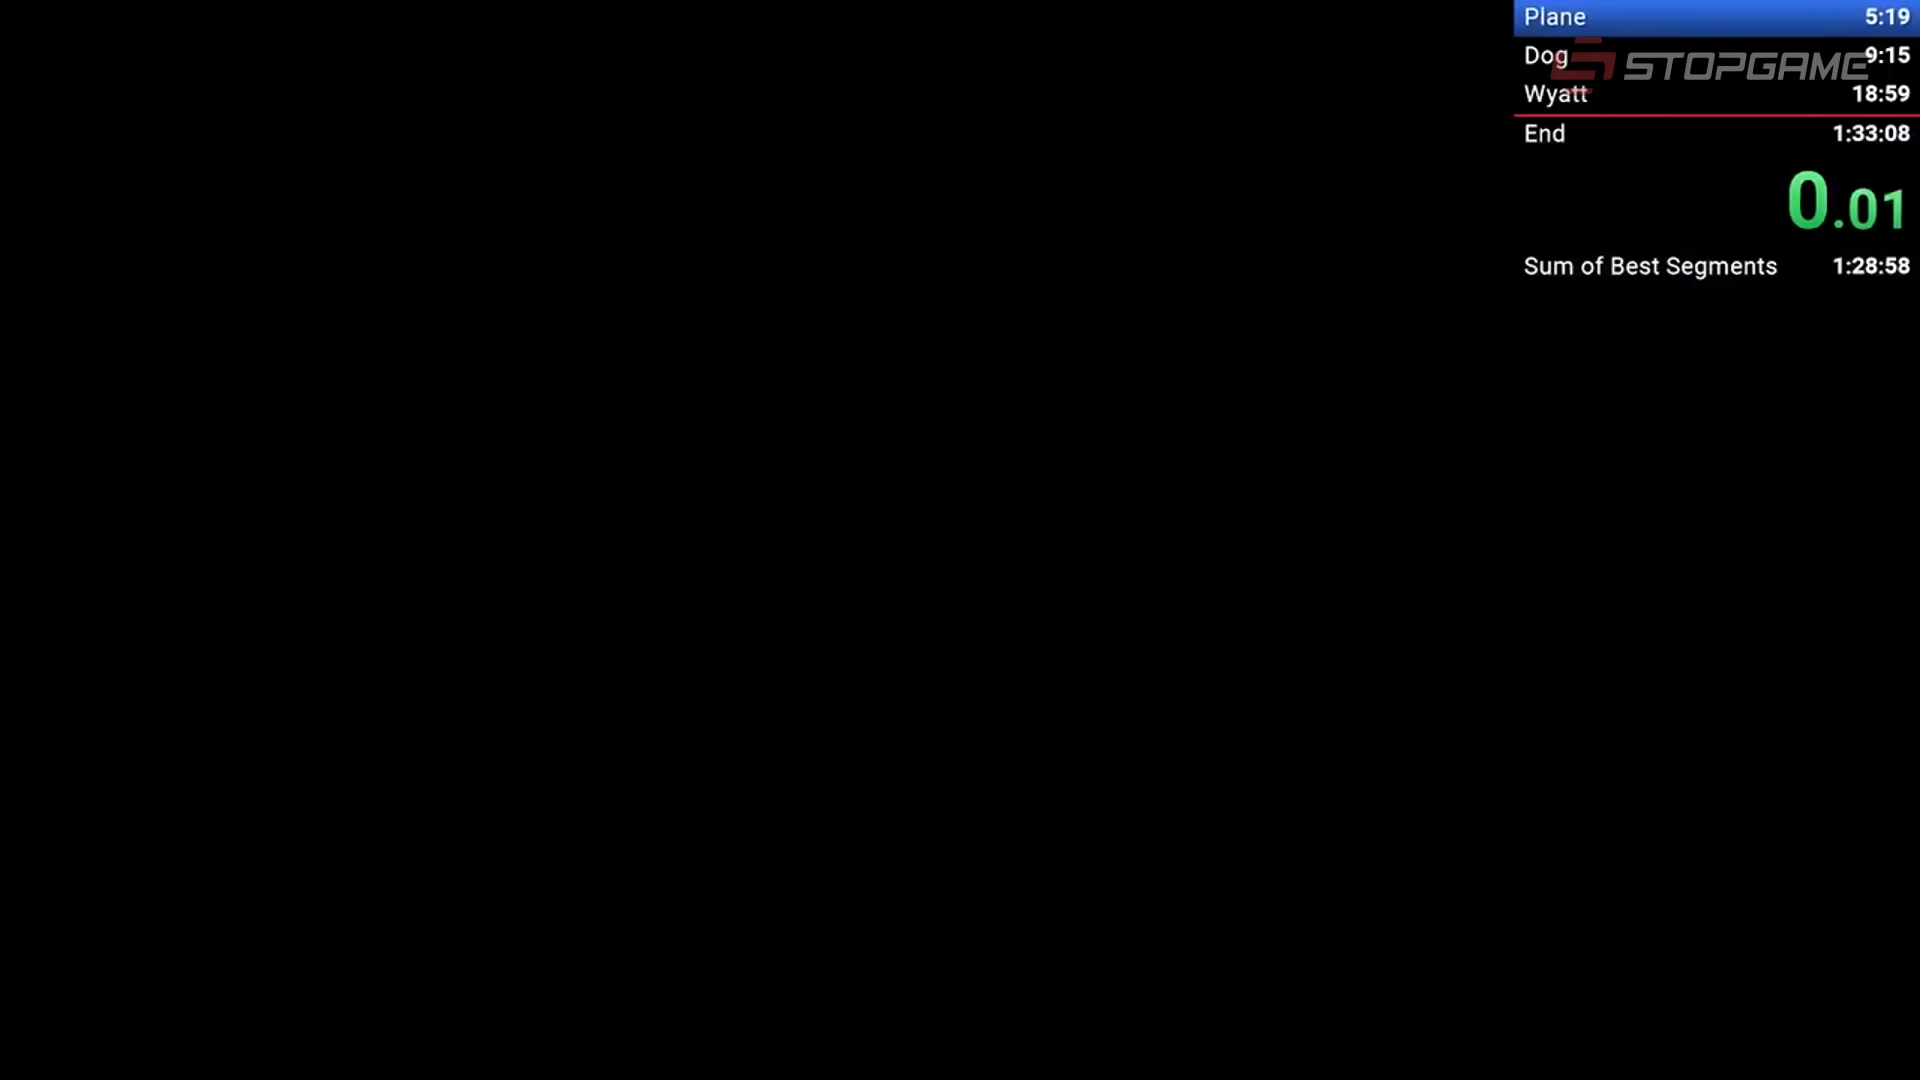 Plane 5:19
Dog 9:15
STOPGAME
Wyatt 18:59
End 1:33:08
0.01
Sum of Best Segments 1:28:58